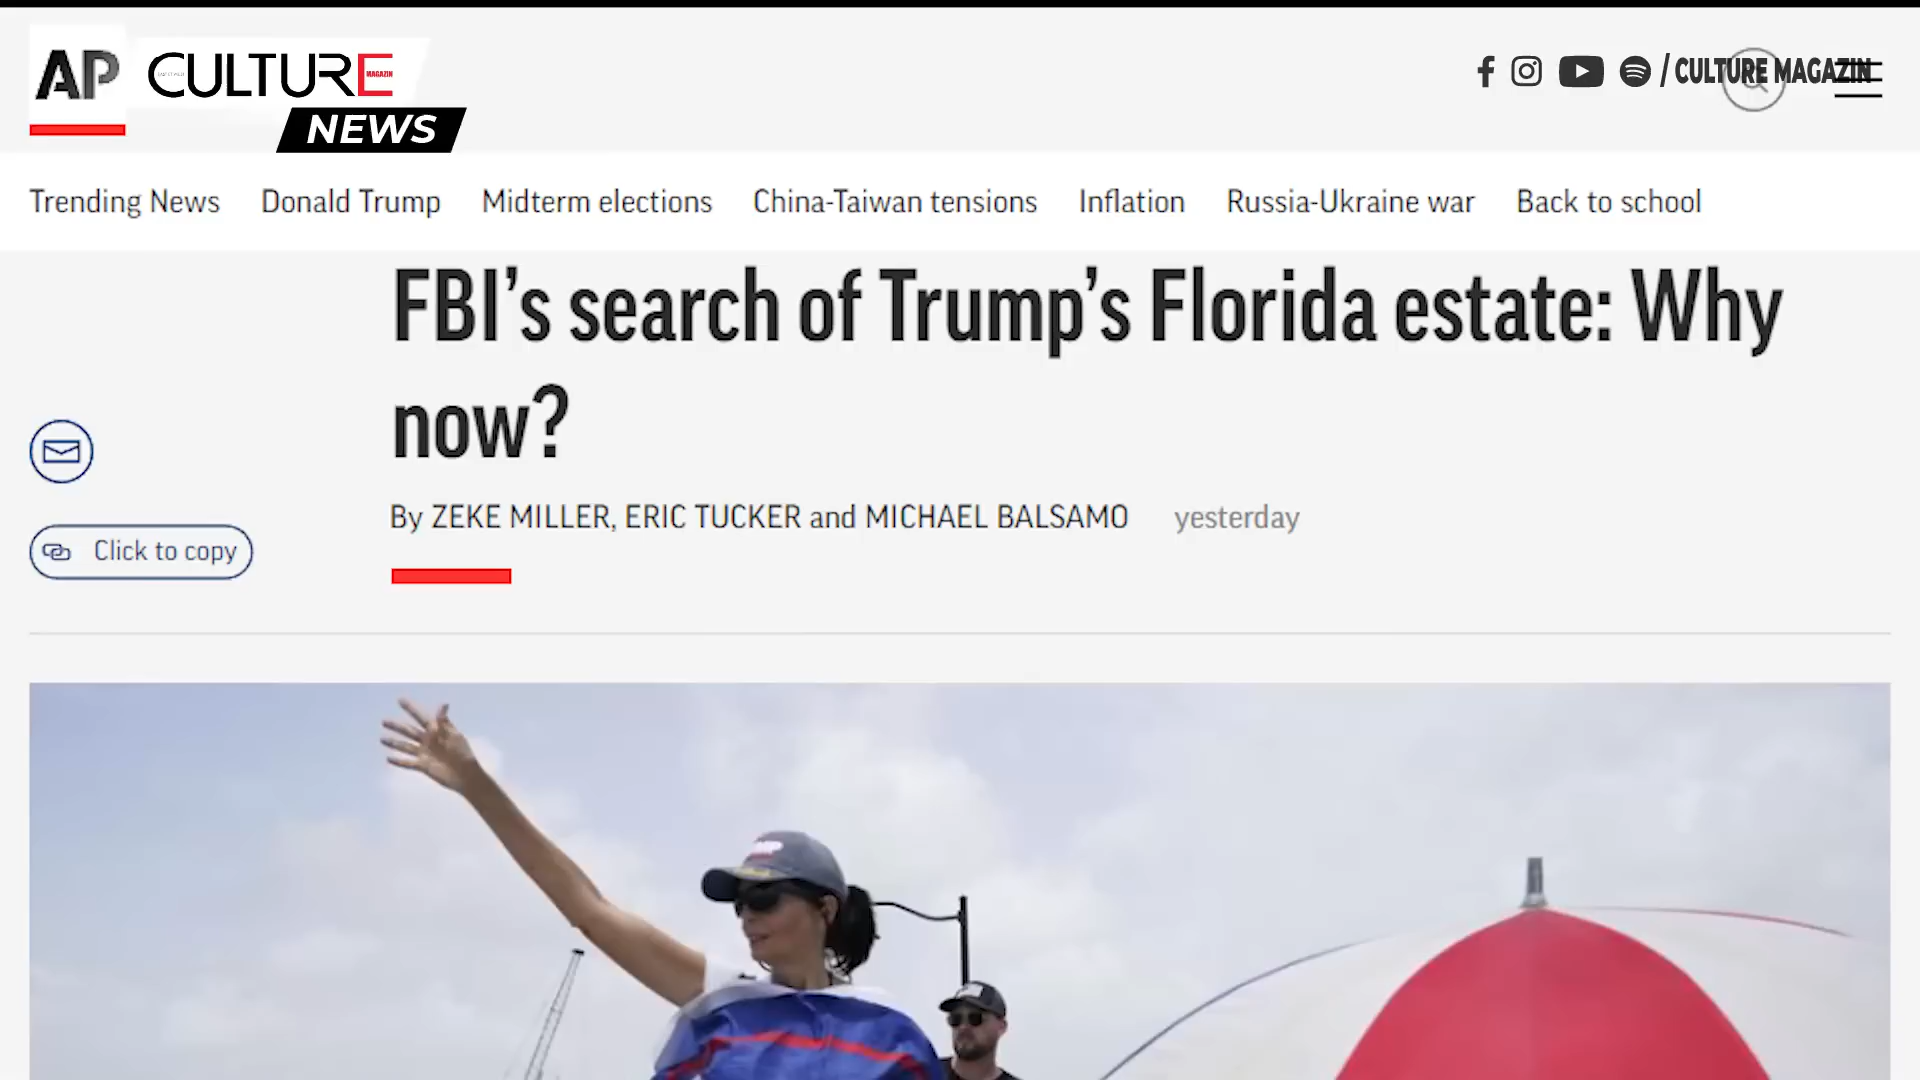 AP
CULTURE
MAGAZIN
NEWS
/ CULTURE MAGAZIN
Trending News Donald Trump Midterm elections China-Taiwan tensions Inflation Russia-Ukraine war Back to school
FBI’s search of Trump’s Florida estate: Why
now?
By ZEKE MILLER, ERIC TUCKER and MICHAEL BALSAMO yesterday
Click to copy